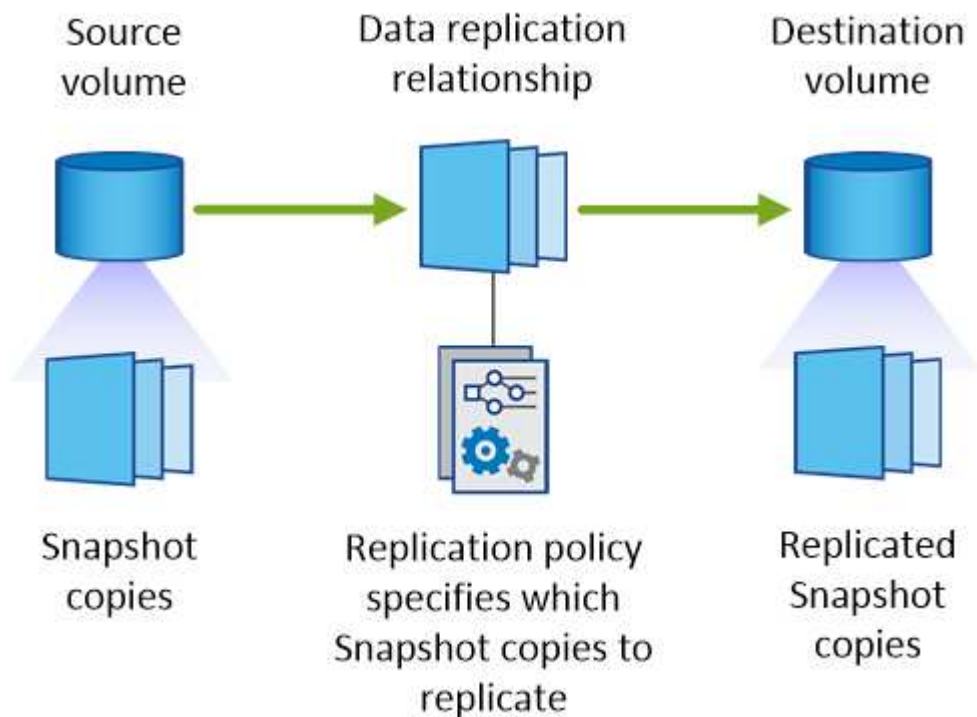 Source
volume
Data replication
relationship
Destination
volume
Snapshot
copies
Replication policy
specifies which
Snapshot copies to
replicate
Replicated
Snapshot
copies